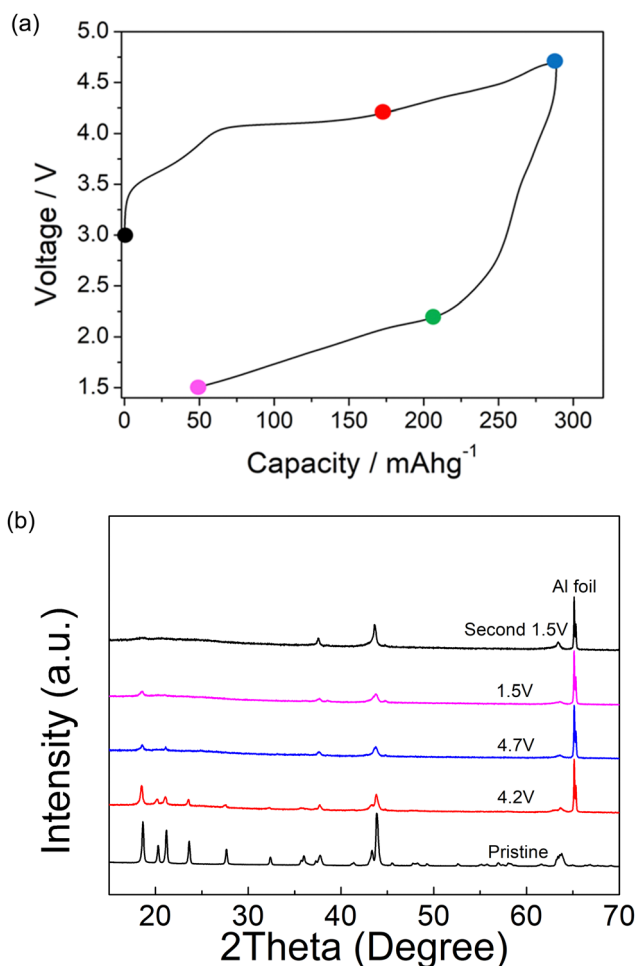 (a)
5.0
4.5
4.0
3.5
3.0
2.5
2.0
1.5
Voltage / V
0 50 100 150 200 250 300
Capacity / mAhg⁻¹
(b)
Al foil
Second 1.5V
1.5V
4.7V
4.2V
Pristine
Intensity (a.u.)
20 30 40 50 60 70
2Theta (Degree)